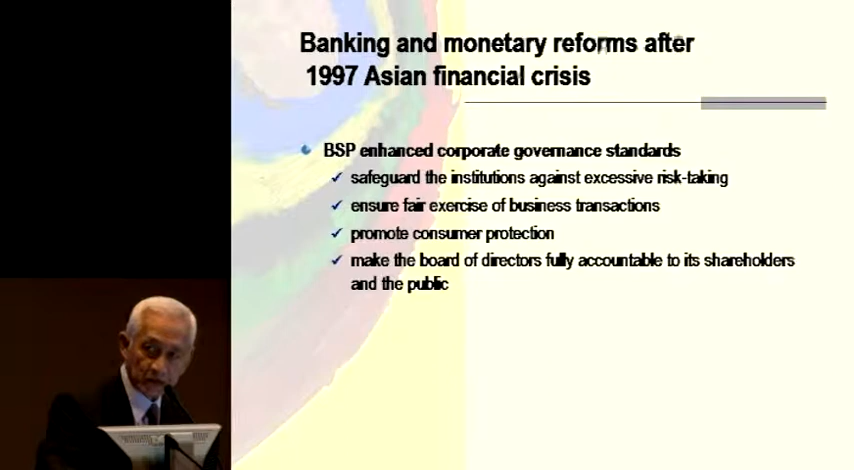 Banking and monetary reforms after
1997 Asian financial crisis
BSP enhanced corporate governance standards
safeguard the institutions against excessive risk-taking
ensure fair exercise of business transactions
promote consumer protection
make the board of directors fully accountable to its shareholders
and the public